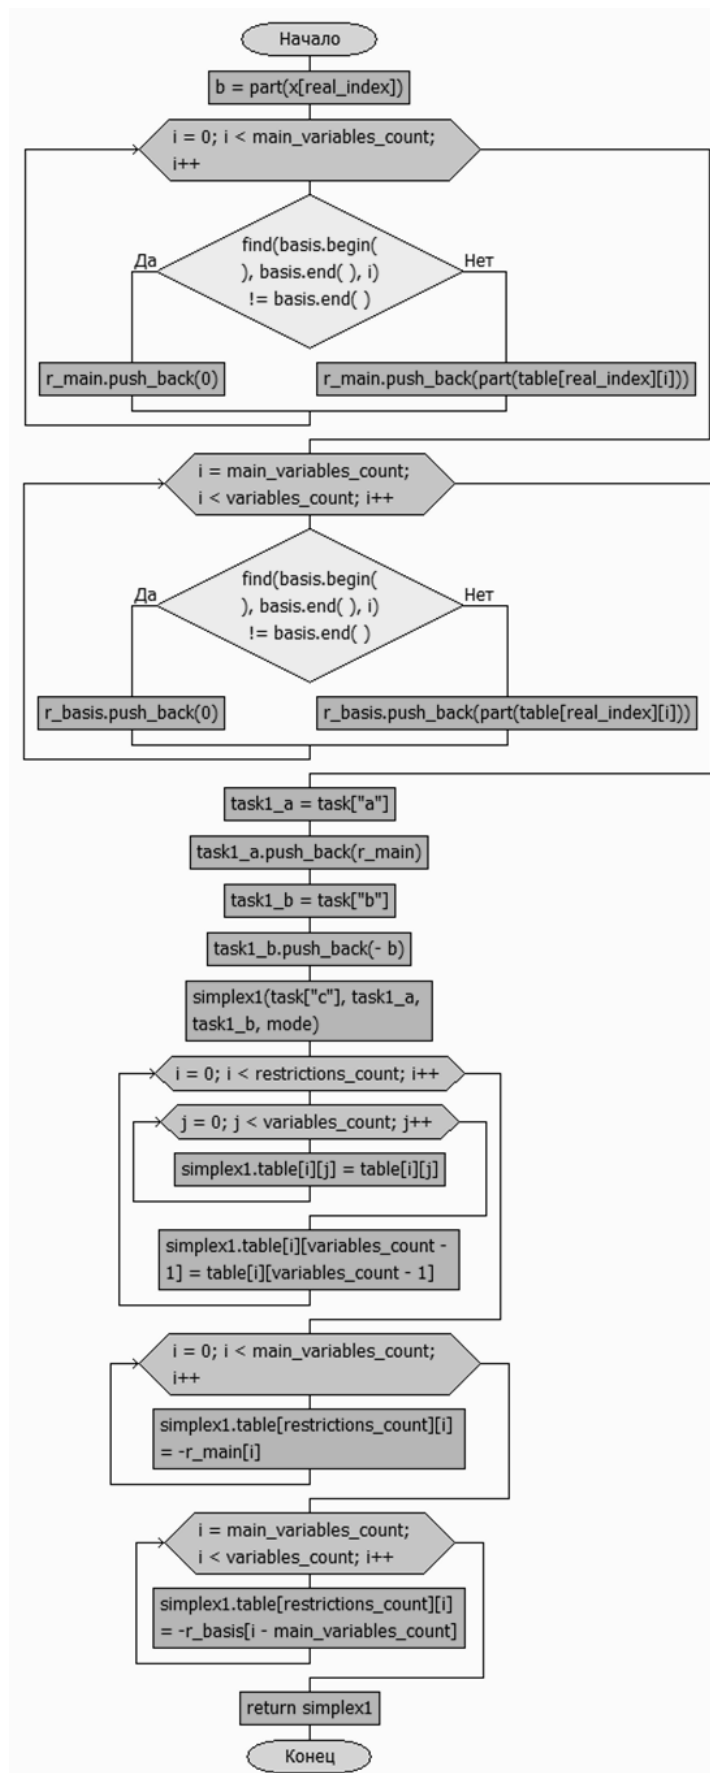 Начало
b = part(x[real_index])
i = 0; i < main_variables_count;
i++
find(basis.begin(
), basis.end( ), i)
!= basis.end( )
Да
Нет
r_main.push_back(0)
r_main.push_back(part(table[real_index][i]))
i = main_variables_count;
i < variables_count; i++
find(basis.begin(
), basis.end( ), i)
!= basis.end( )
Да
Нет
r_basis.push_back(0)
r_basis.push_back(part(table[real_index][i]))
task1_a = task["a"]
task1_a.push_back(r_main)
task1_b = task["b"]
task1_b.push_back(- b)
simplex1(task["c"], task1_a,
task1_b, mode)
i = 0; i < restrictions_count; i++
j = 0; j < variables_count; j++
simplex1.table[i][j] = table[i][j]
simplex1.table[i][variables_count -
1] = table[i][variables_count - 1]
i = 0; i < main_variables_count;
i++
simplex1.table[restrictions_count][i]
= -r_main[i]
i = main_variables_count;
i < variables_count; i++
simplex1.table[restrictions_count][i]
= -r_basis[i - main_variables_count]
return simplex1
Конец